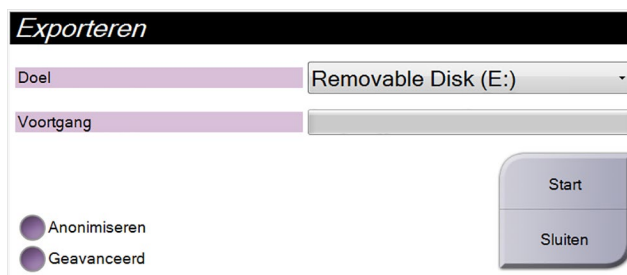 Exporteren
Doel
Removable Disk (E:)
Voortgang
Start
Anonimiseren
Sluiten
Geavanceerd